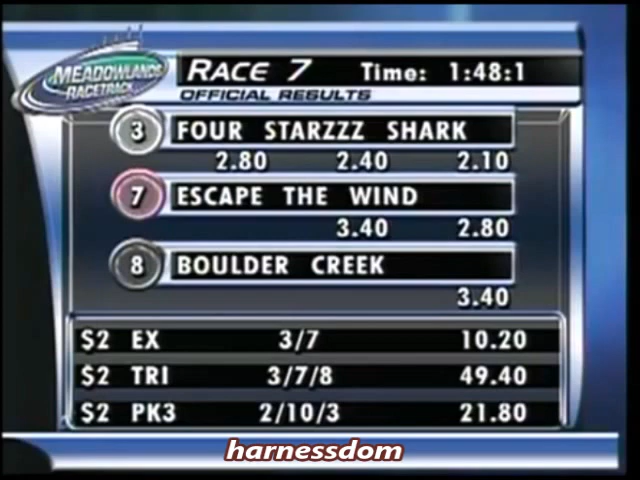 MEADOWLANDS
RACETRACK
RACE 7 Time: 1:48:1
OFFICIAL RESULTS
3 FOUR STARZZZ SHARK
2.80 2.40 2.10
7 ESCAPE THE WIND
3.40 2.80
8 BOULDER CREEK
3.40
$2 EX 3/7 10.20
$2 TRI 3/7/8 49.40
$2 PK3 2/10/3 21.80
harnessdom